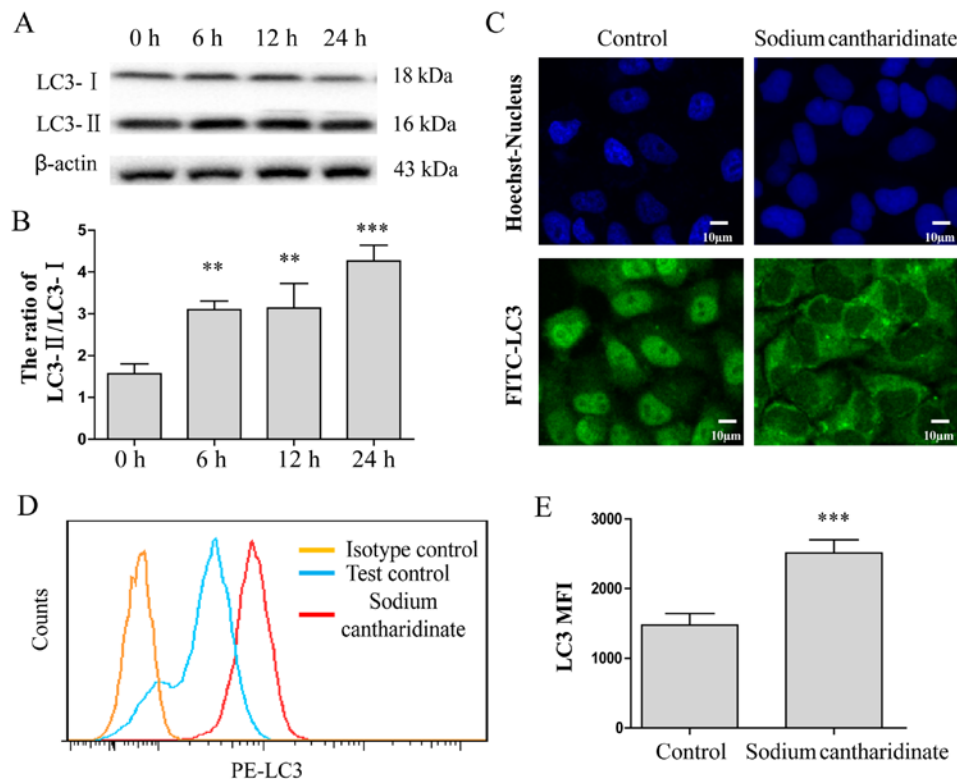 A
0 h 6 h 12 h 24 h
LC3-Ⅰ 18 kDa
LC3-Ⅱ 16 kDa
β-actin 43 kDa
B
The ratio of
LC3-Ⅱ/LC3-Ⅰ
5
4
3
2
1
0
** ** ***
0 h 6 h 12 h 24 h
C
Control Sodium cantharidinate
Hoechst-Nucleus
10μm 10μm
FITC-LC3
10μm 10μm
D
Counts
Isotype control
Test control
Sodium
cantharidinate
PE-LC3
E
LC3 MFI
3000
2000
1000
0
***
Control Sodium cantharidinate